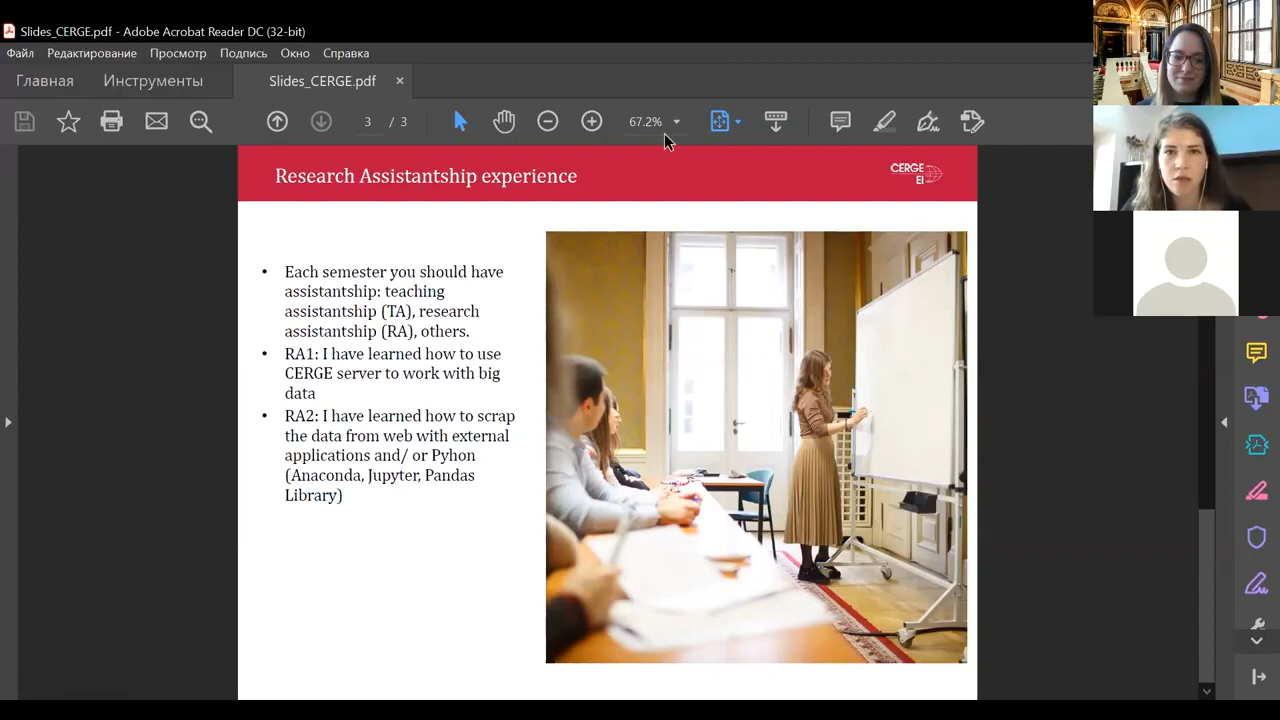 Slides_CERGE.pdf - Adobe Acrobat Reader DC (32-bit)
Файл Редактирование Просмотр Подпись Окно Справка
Главная Инструменты Slides_CERGE.pdf ×
3 / 3 67.2%
Research Assistantship experience
CERGE
EI
• Each semester you should have
assistantship: teaching
assistantship (TA), research
assistantship (RA), others.
• RA1: I have learned how to use
CERGE server to work with big
data
• RA2: I have learned how to scrap
the data from web with external
applications and/ or Pyhon
(Anaconda, Jupyter, Pandas
Library)